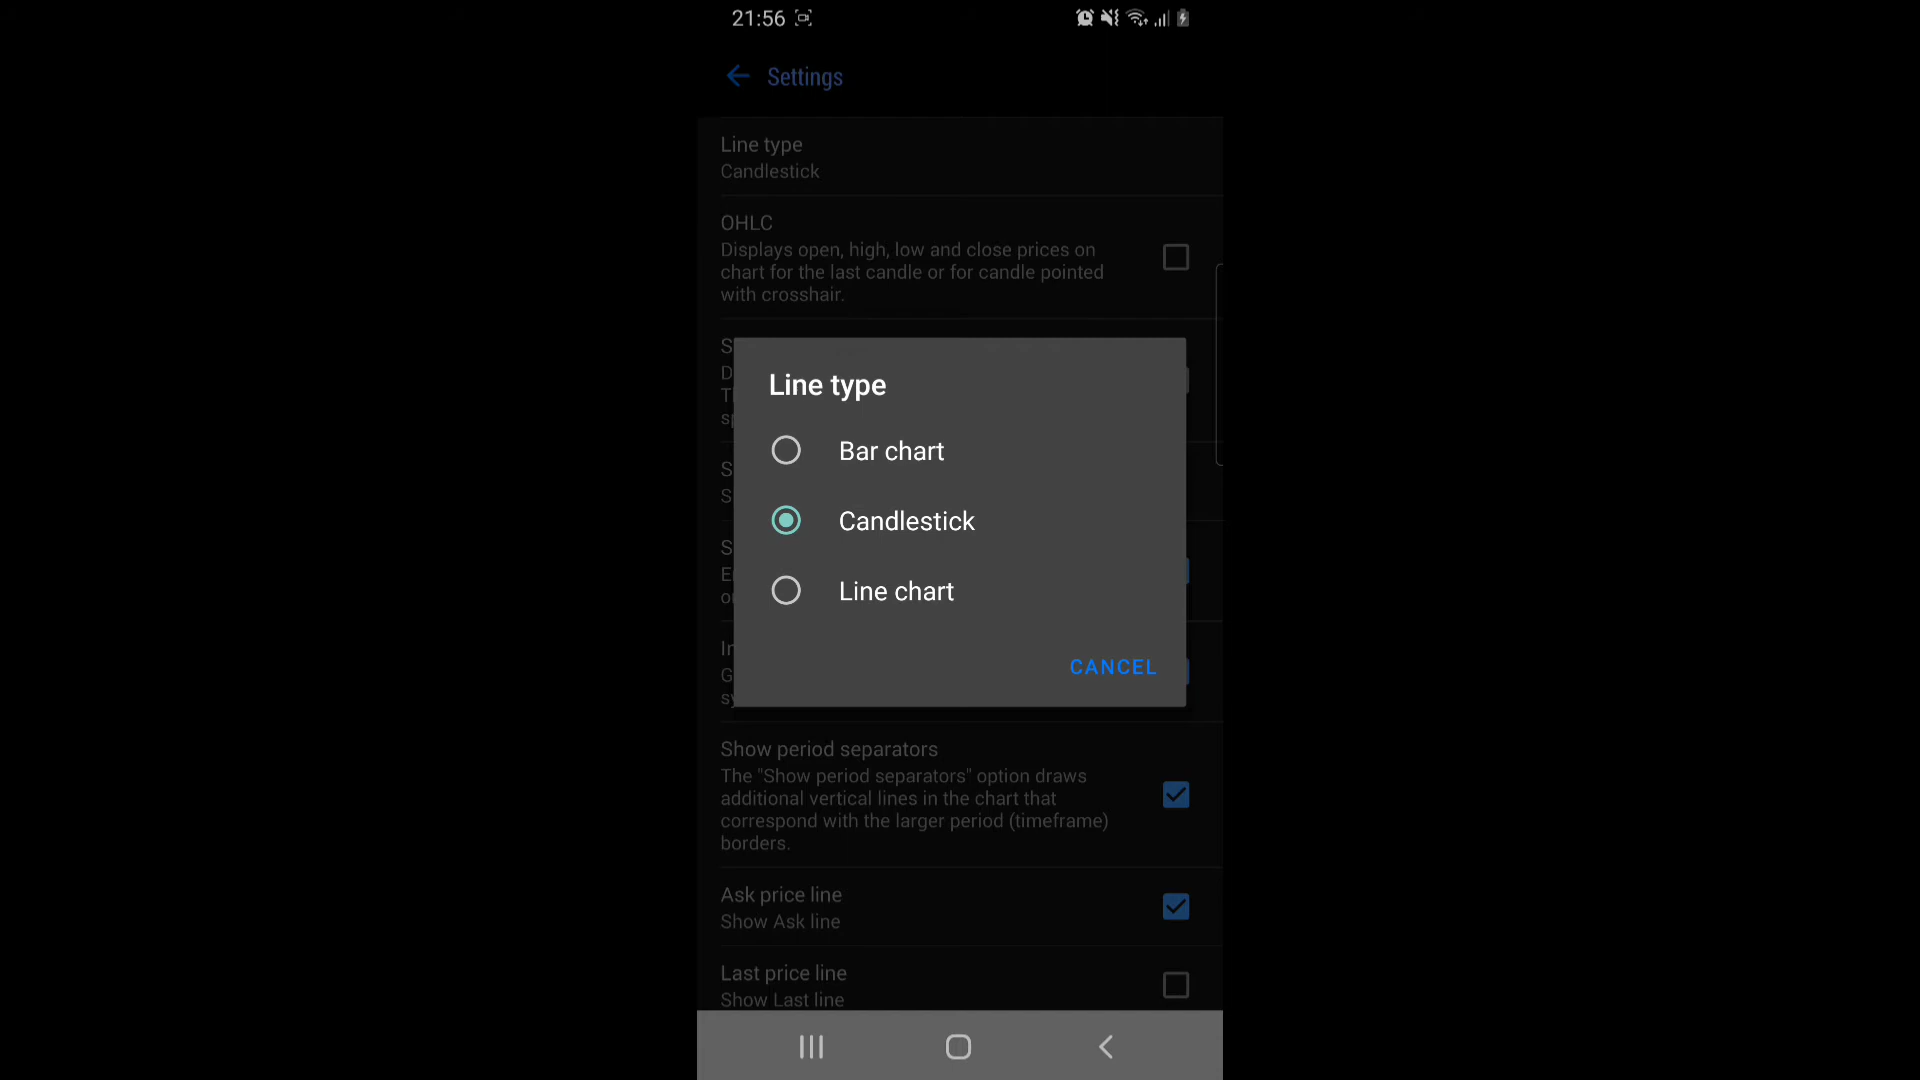 21:56
Settings
Line type
Candlestick
OHLC
Displays open, high, low and close prices on
chart for the last candle or for candle pointed
with crosshair.
Line type
Bar chart
Candlestick
Line chart
CANCEL
Show period separators
The "Show period separators" option draws
additional vertical lines in the chart that
correspond with the larger period (timeframe)
borders.
Ask price line
Show Ask line
Last price line
Show Last line